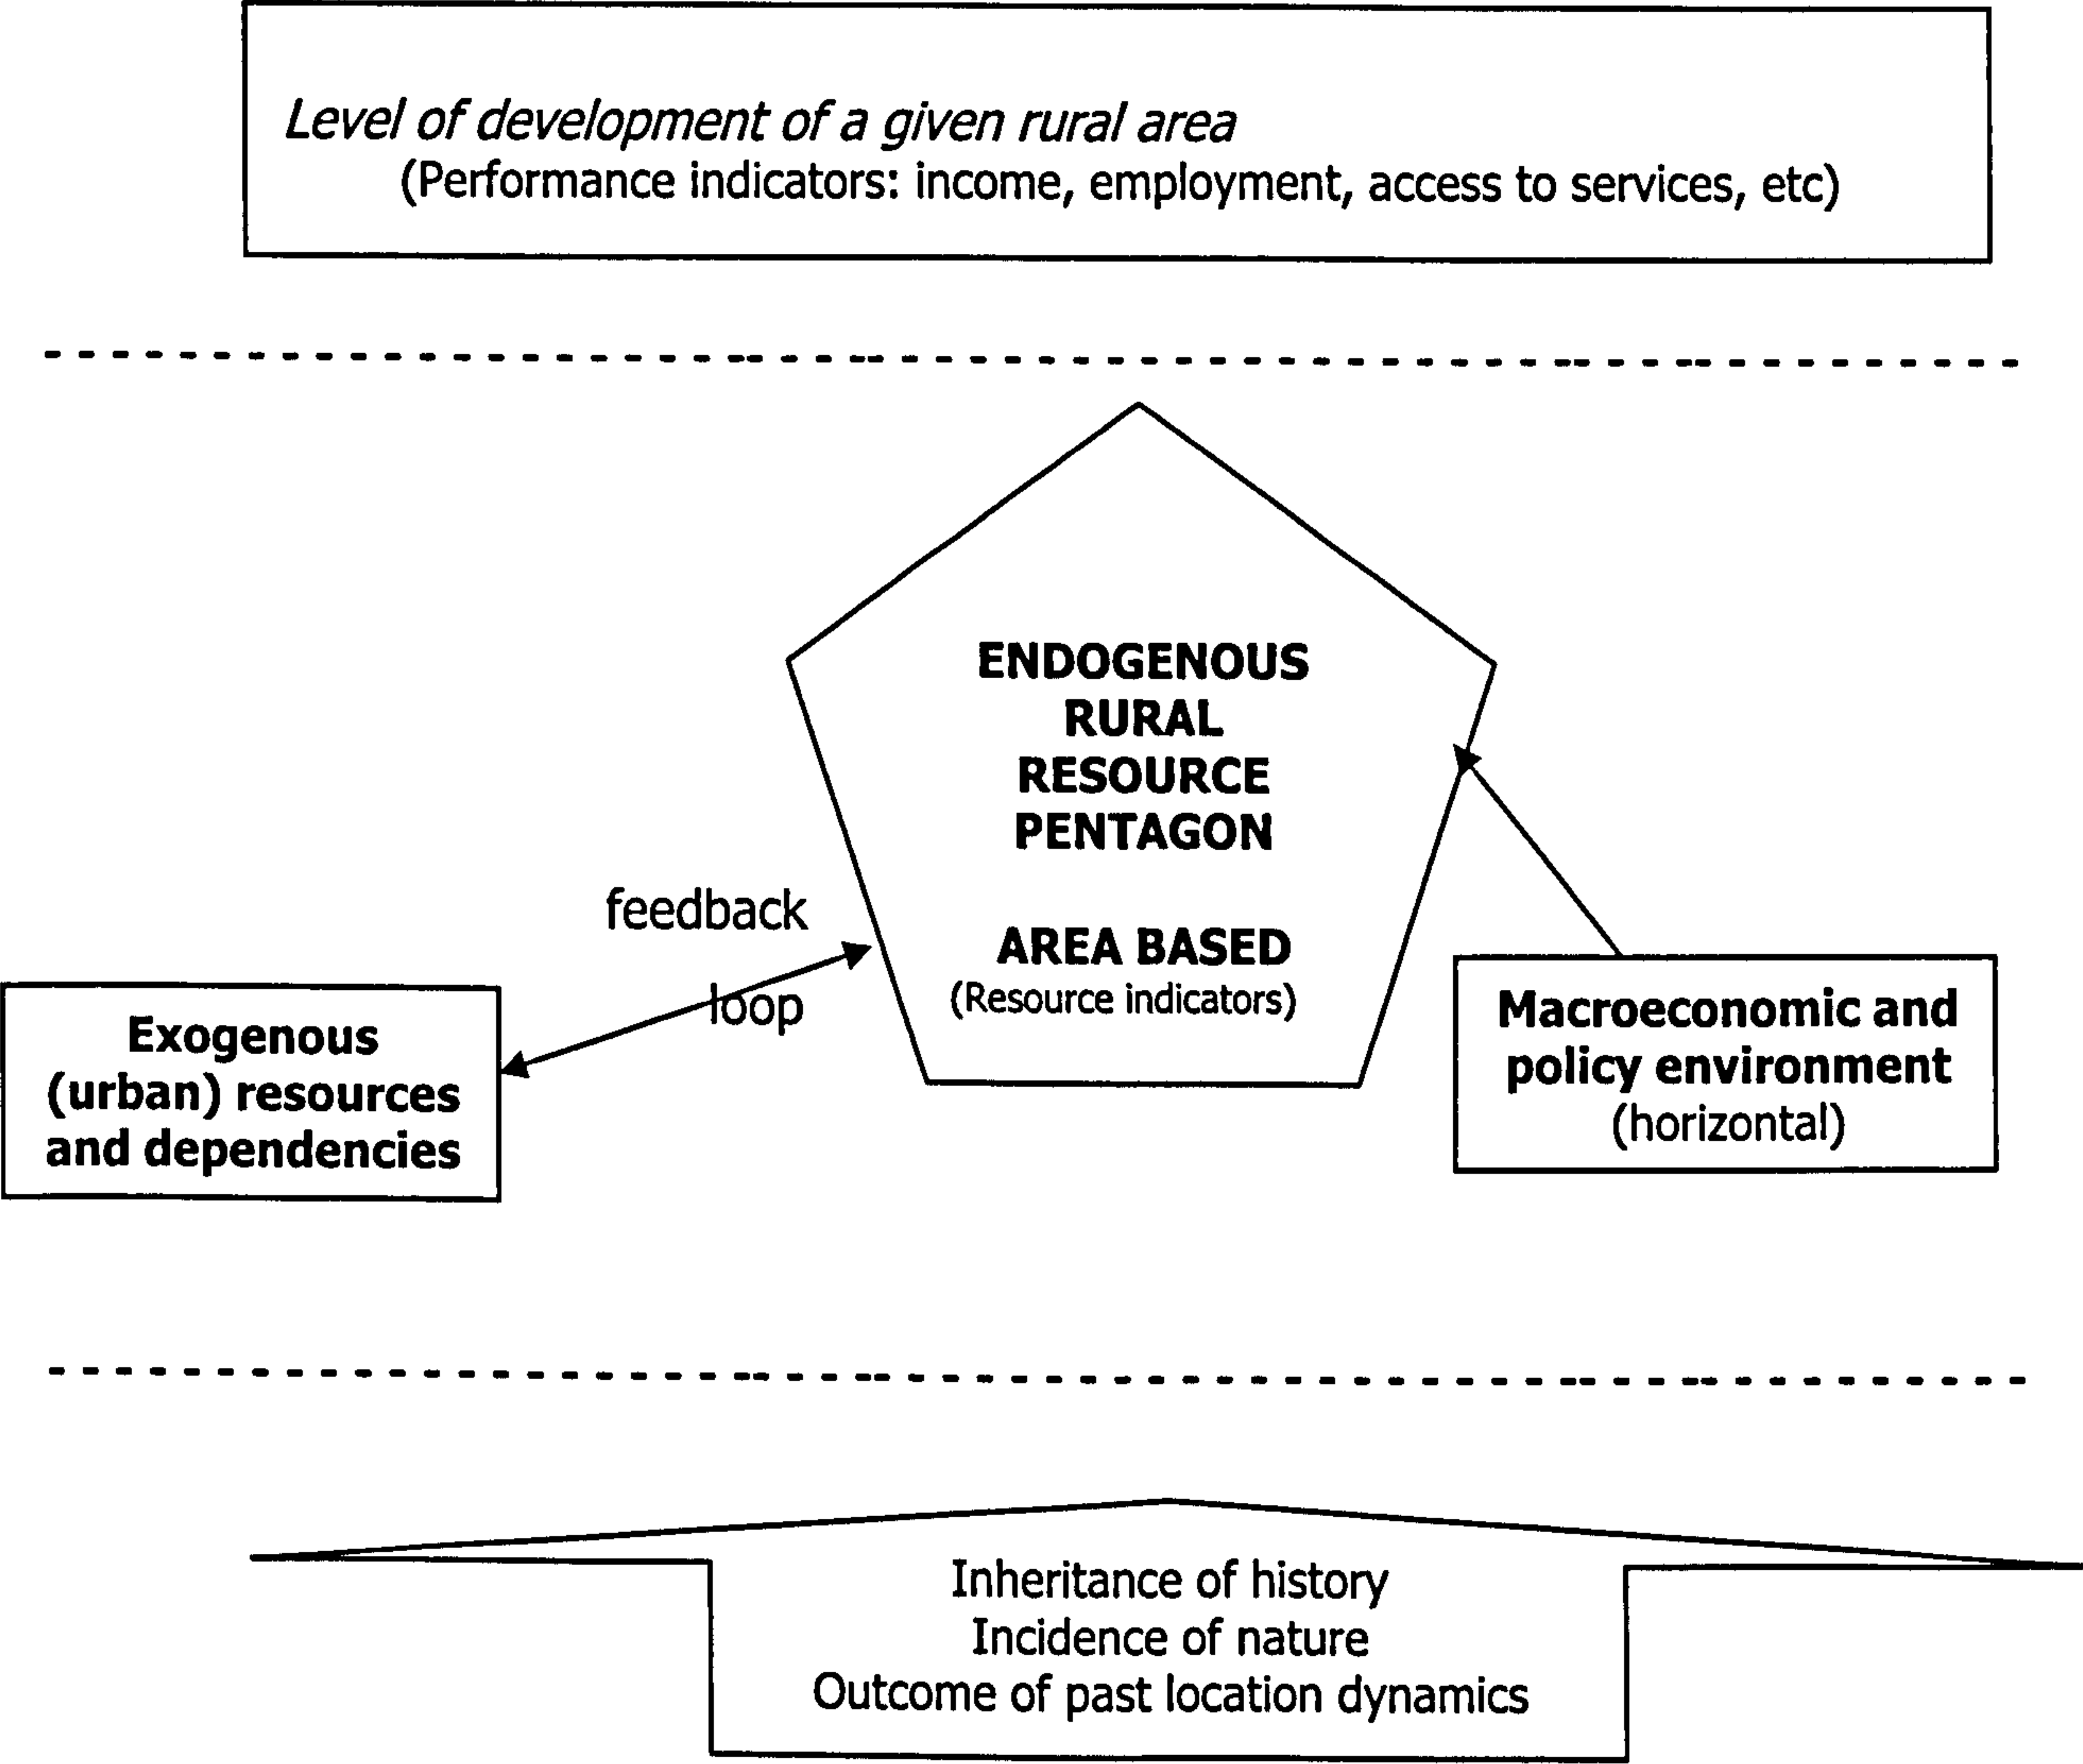 Level of development of a given rural area
(Performance indicators: income, employment, access to services, etc)
ENDOGENOUS
RURAL
RESOURCE
PENTAGON
AREA BASED
(Resource indicators)
feedback
loop
Exogenous
(urban) resources
and dependencies
Macroeconomic and
policy environment
(horizontal)
Inheritance of history
Incidence of nature
Outcome of past location dynamics